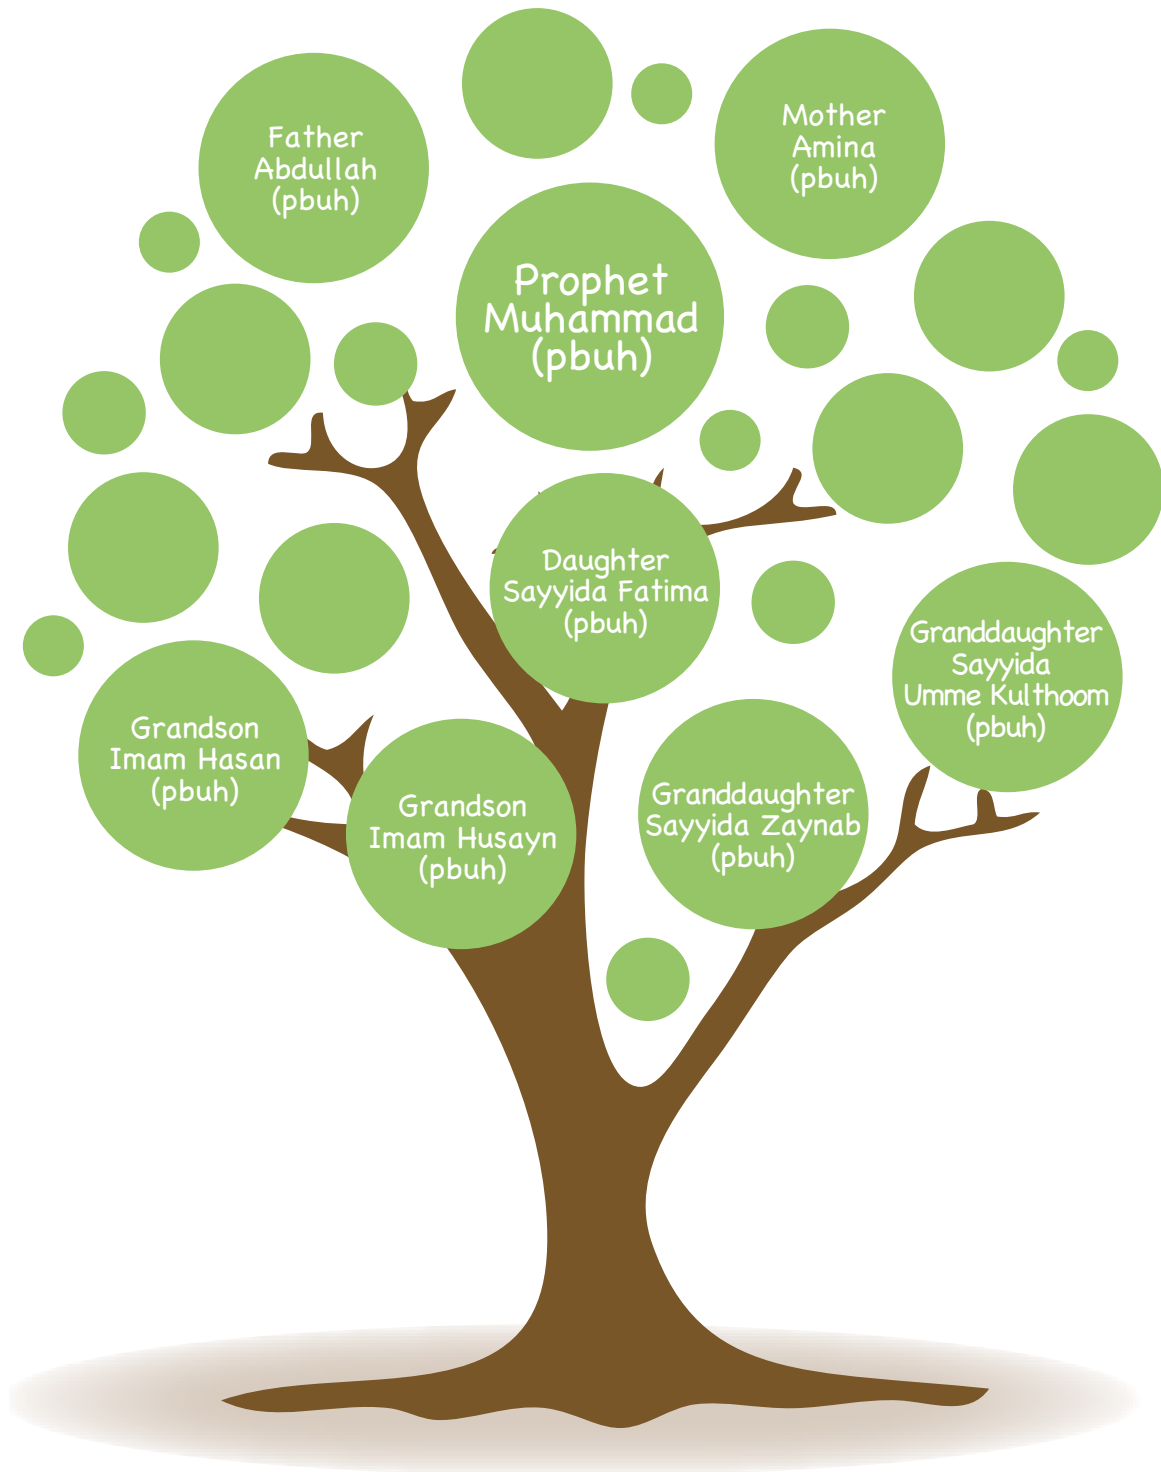 Father
Abdullah
(pbuh)
Mother
Amina
(pbuh)
Prophet
Muhammad
(pbuh)
Daughter
Sayyida Fatima
(pbuh)
Granddaughter
Sayyida
Umme Kulthoom
(pbuh)
Grandson
Imam Hasan
(pbuh)
Grandson
Imam Husayn
(pbuh)
Granddaughter
Sayyida Zaynab
(pbuh)